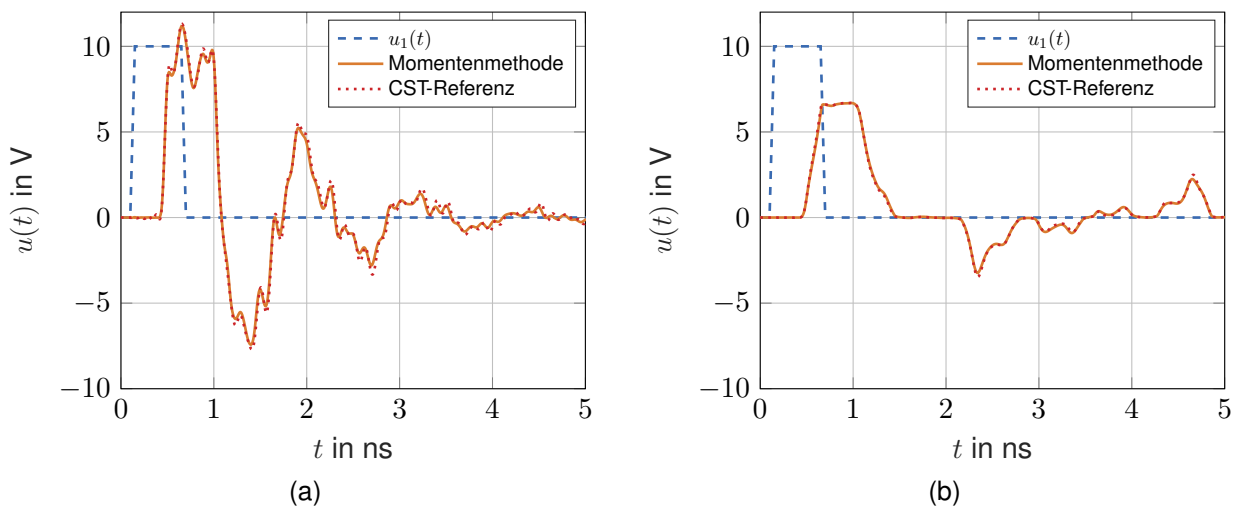 10
5
0
−5
−10
u(t) in V
0
1
2
3
4
5
t in ns
u₁(t)
Momentenmethode
CST-Referenz
(a)
10
5
0
−5
−10
u(t) in V
0
1
2
3
4
5
t in ns
u₁(t)
Momentenmethode
CST-Referenz
(b)